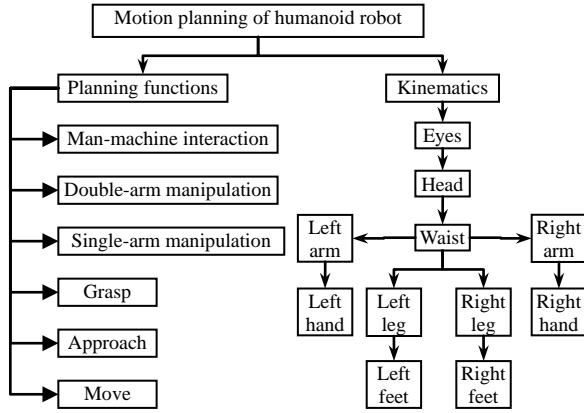 Motion planning of humanoid robot
Planning functions
Kinematics
Man-machine interaction
Eyes
Double-arm manipulation
Head
Single-arm manipulation
Left
arm
Waist
Right
arm
Grasp
Left
hand
Left
leg
Right
leg
Right
hand
Approach
Left
feet
Right
feet
Move